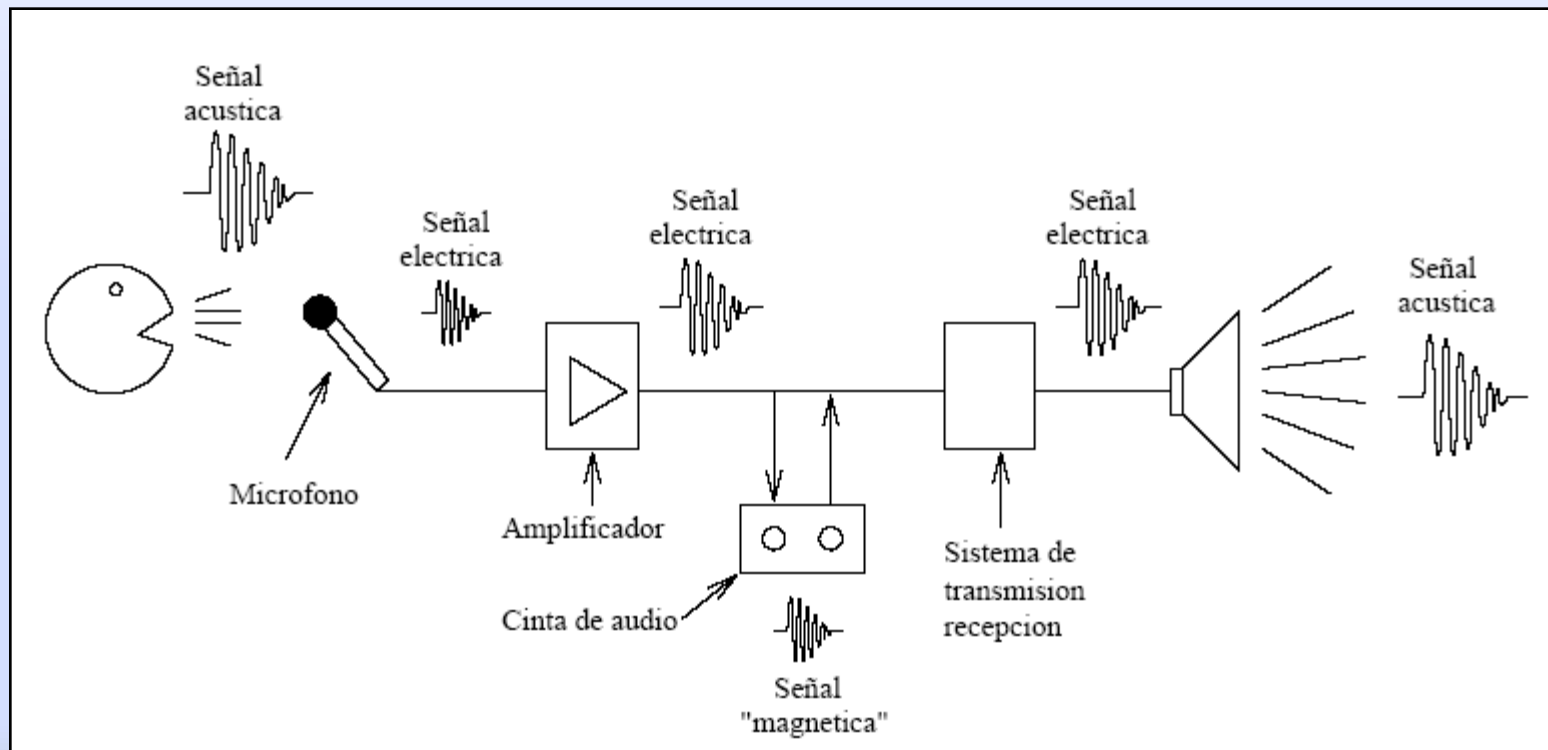 Señal
acustica
Señal
electrica
Señal
electrica
Señal
electrica
Señal
acustica
Microfono
Amplificador
Cinta de audio
Señal
"magnetica"
Sistema de
transmision
recepcion